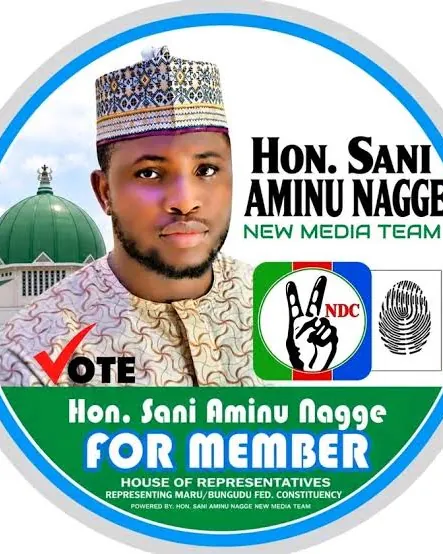 HON. SANI
AMINU NAGGE
NEW MEDIA TEAM
NDC
VOTE
Hon. Sani Aminu Nagge
FOR MEMBER
HOUSE OF REPRESENTATIVES
REPRESENTING MARU/BUNGUDU FED. CONSTITUENCY
POWERED BY: HON. SANI AMINU NAGGE NEW MEDIA TEAM